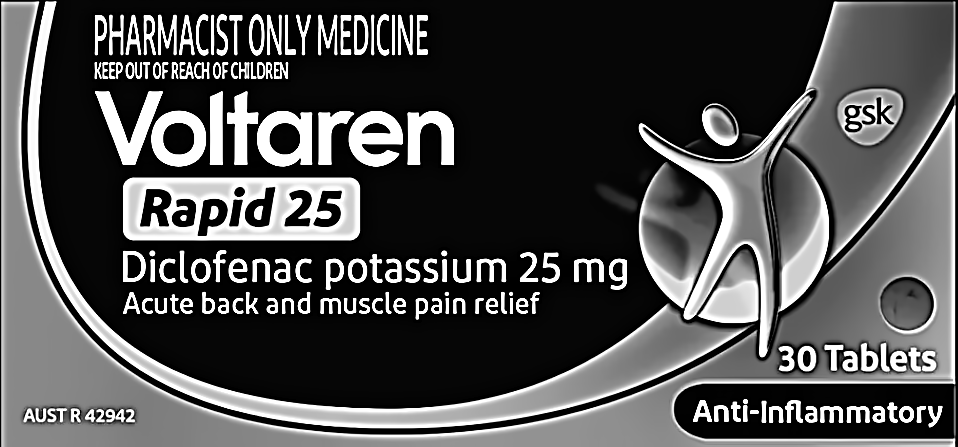 PHARMACIST ONLY MEDICINE
KEEP OUT OF REACH OF CHILDREN
Voltaren
Rapid 25
Diclofenac potassium 25 mg
Acute back and muscle pain relief
gsk
30 Tablets
Anti-Inflammatory
AUST R 42942